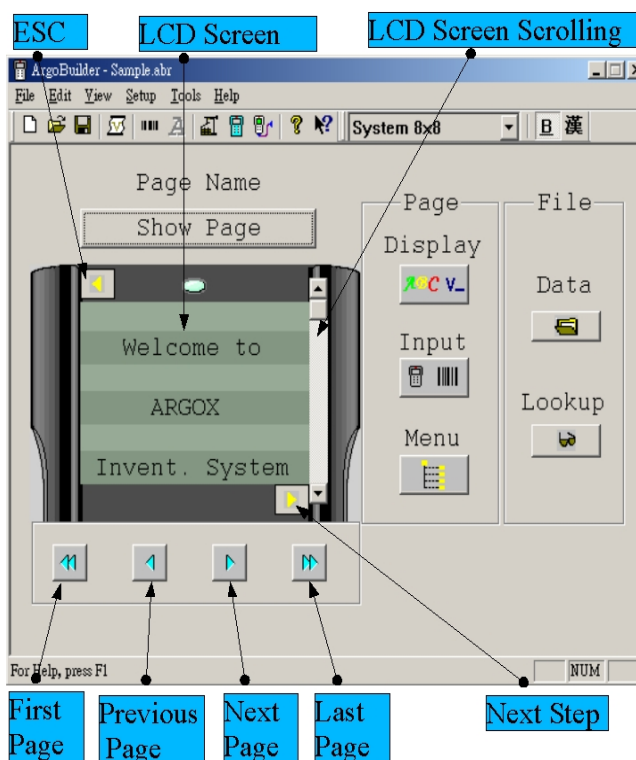 ESC
LCD Screen
LCD Screen Scrolling
ArgoBuilder - Sample.abr
File Edit View Setup Tools Help
System 8x8
B 漢
Page Name
Show Page
Page
File
Display
ABC V_
Data
Input
Lookup
Menu
Welcome to
ARGOX
Invent. System
For Help, press F1
NUM
First
Page
Previous
Page
Next
Page
Last
Page
Next Step